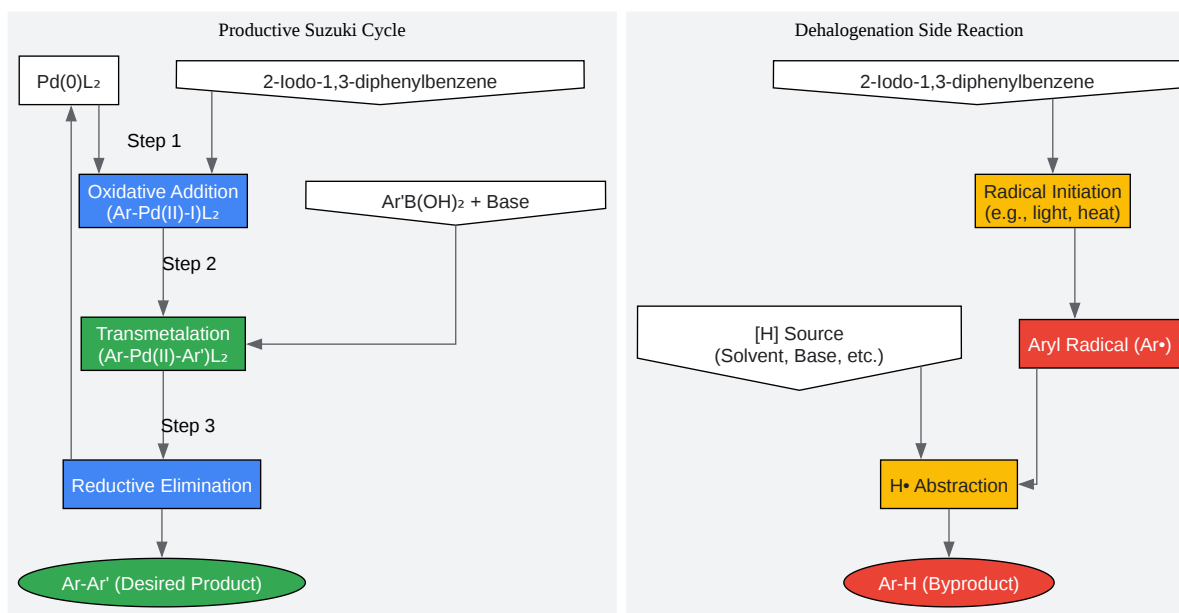 Productive Suzuki Cycle
Pd(0)L₂
2-Iodo-1,3-diphenylbenzene
Step 1
Oxidative Addition
(Ar-Pd(II)-I)L₂
Ar'B(OH)₂ + Base
Step 2
Transmetalation
(Ar-Pd(II)-Ar')L₂
Step 3
Reductive Elimination
Ar-Ar' (Desired Product)
Dehalogenation Side Reaction
2-Iodo-1,3-diphenylbenzene
Radical Initiation
(e.g., light, heat)
[H] Source
(Solvent, Base, etc.)
Aryl Radical (Ar•)
H• Abstraction
Ar-H (Byproduct)